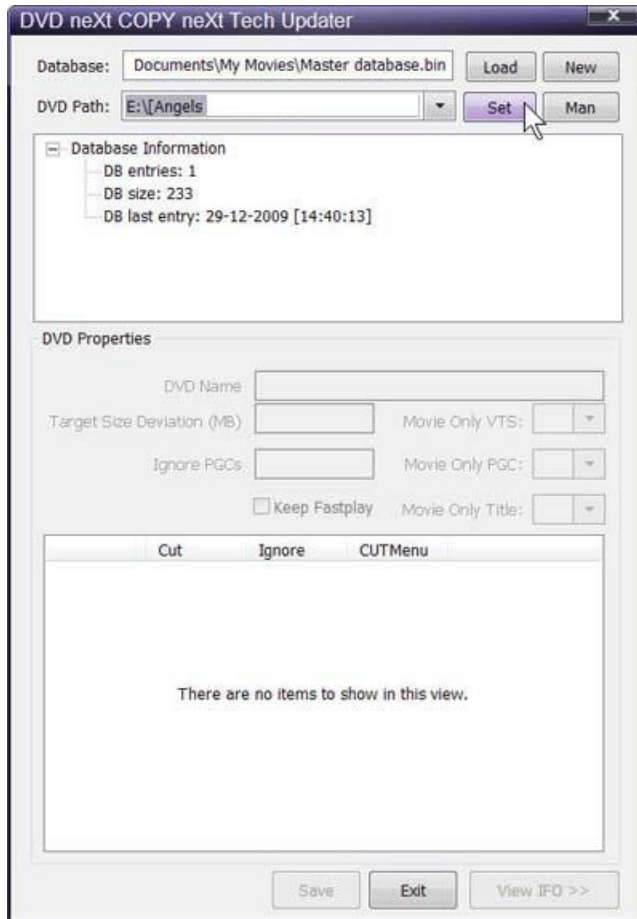 DVD neXt COPY neXt Tech Updater
Database: Documents\My Movies\Master database.bin Load New
DVD Path: E:\[Angels Set Man
Database Information
DB entries: 1
DB size: 233
DB last entry: 29-12-2009 [14:40:13]
DVD Properties
DVD Name
Target Size Deviation (MB) Movie Only VTS:
Ignore PGCs Movie Only PGC:
Keep Fastplay Movie Only Title:
Cut Ignore CUTMenu
There are no items to show in this view.
Save Exit View IFO >>